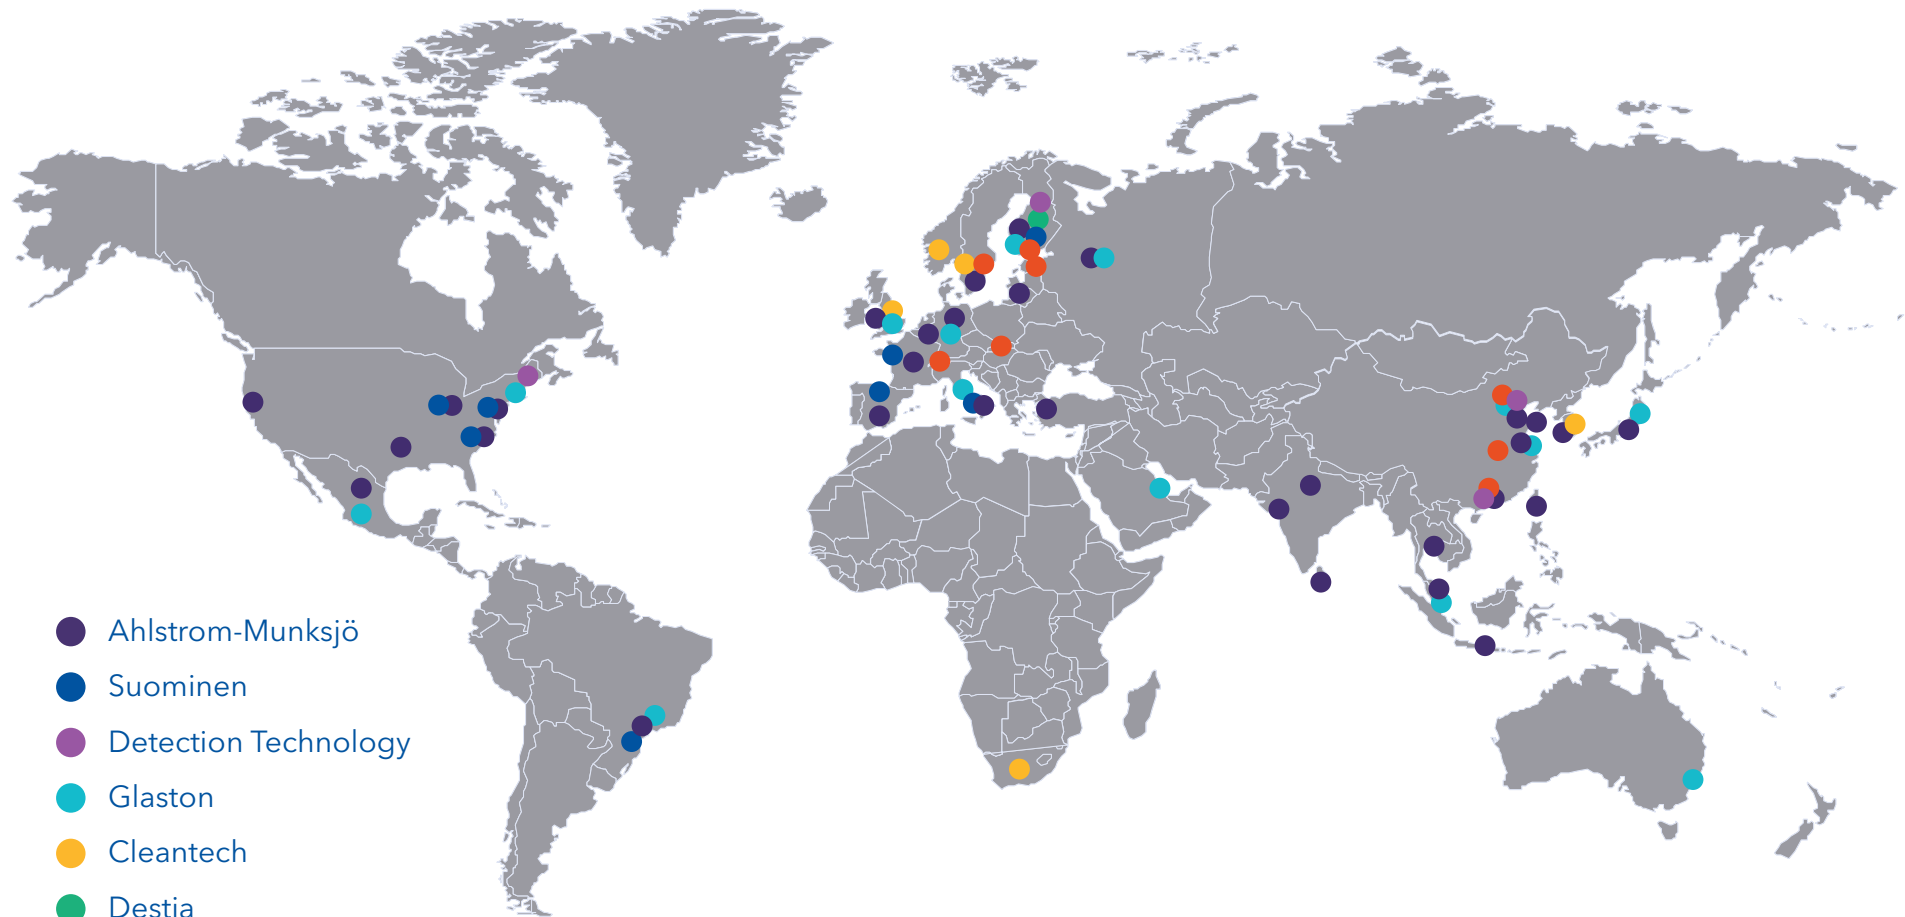 Ahlstrom-Munksjö
Suominen
Detection Technology
Glaston
Cleantech
Destia